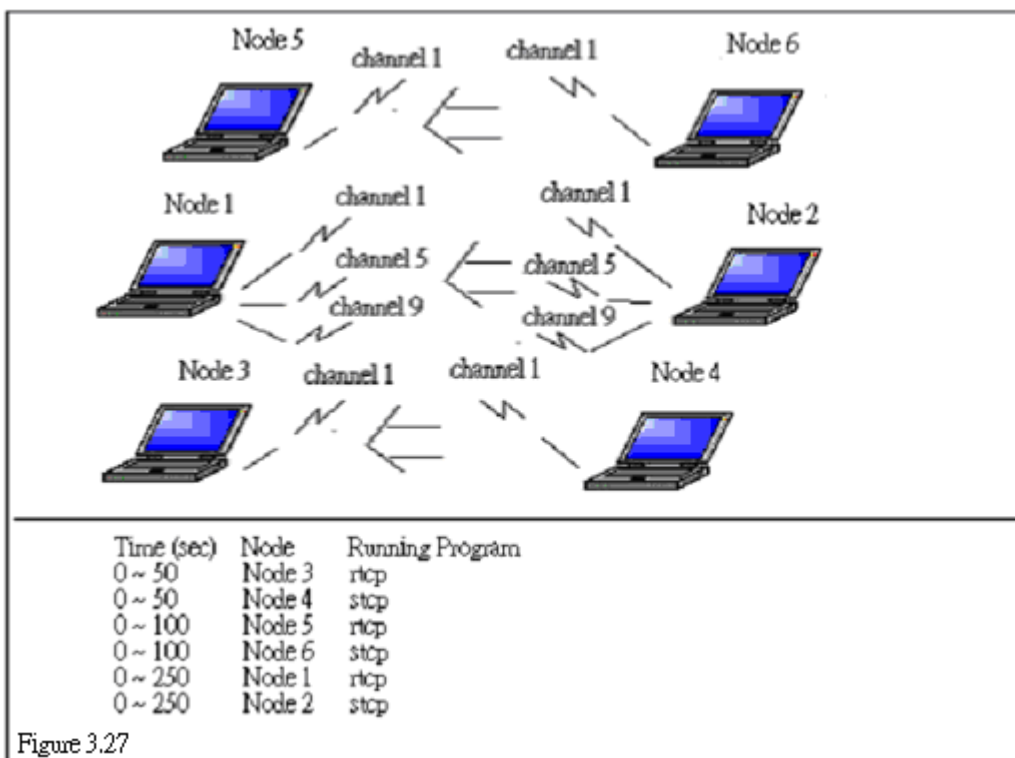 Node 5
channel 1
channel 1
Node 6
Node 1
channel 1
channel 1
Node 2
channel 5
channel 5
channel 9
channel 9
Node 3
channel 1
channel 1
Node 4
Time (sec) Node Running Program
0 ~ 50 Node 3 rtcp
0 ~ 50 Node 4 stcp
0 ~ 100 Node 5 rtcp
0 ~ 100 Node 6 stcp
0 ~ 250 Node 1 rtcp
0 ~ 250 Node 2 stcp
Figure 3.27